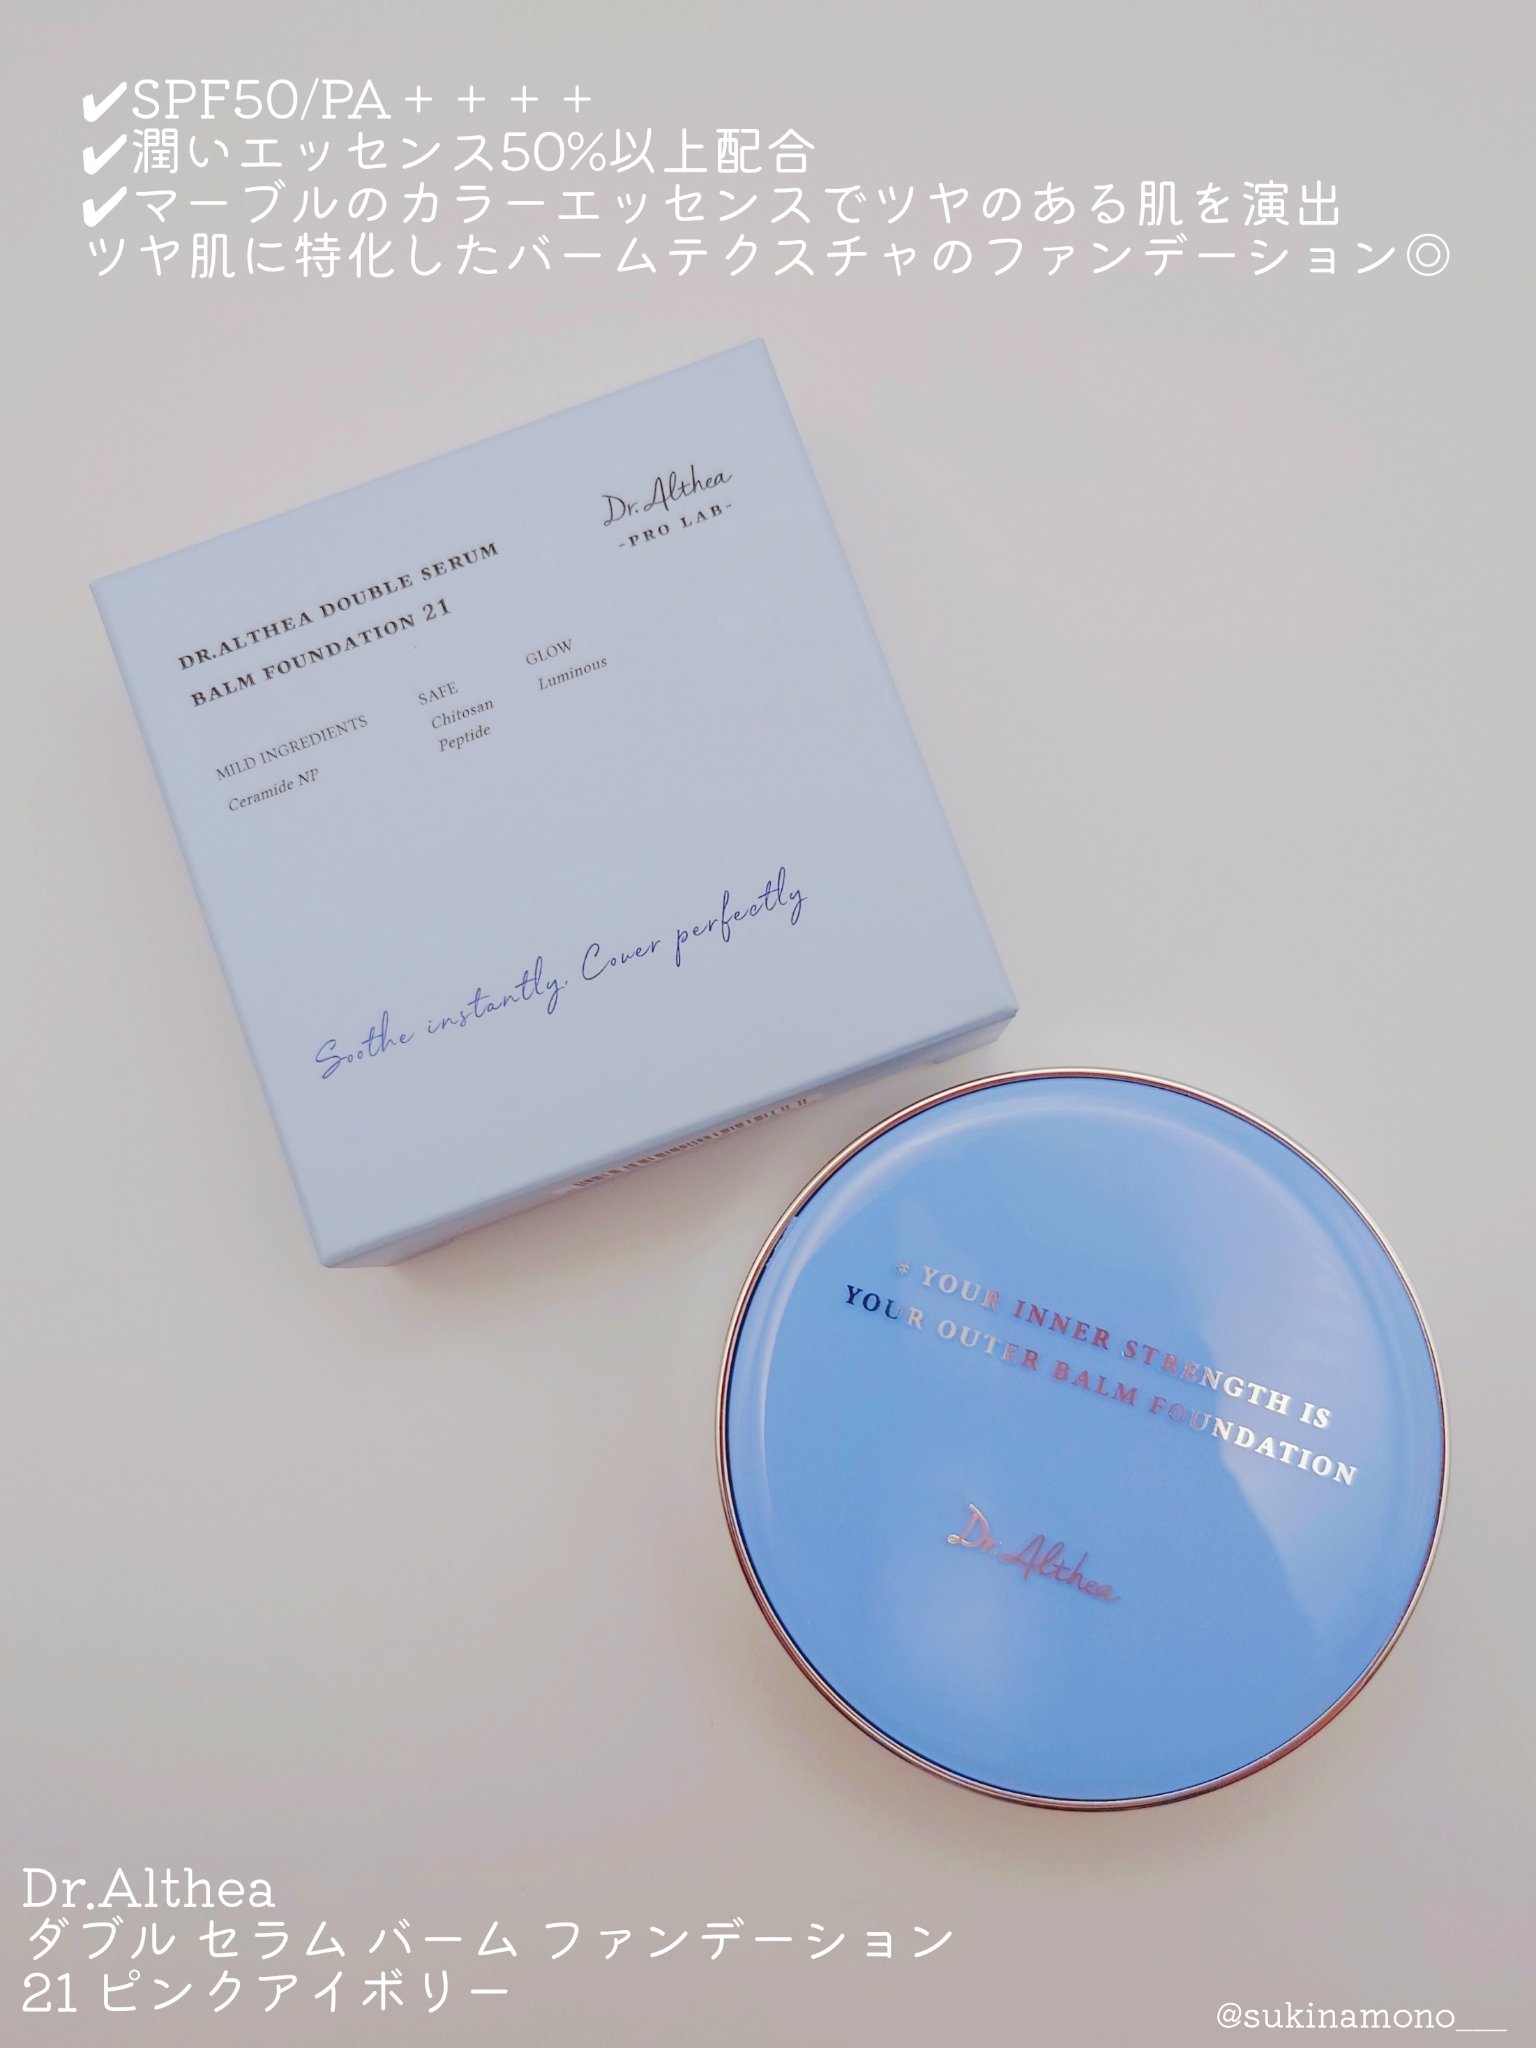 ✔SPF50/PA＋＋＋＋
✔潤いエッセンス50%以上配合
✔マーブルのカラーエッセンスでツヤのある肌を演出
ツヤ肌に特化したバームテクスチャのファンデーション◎
Dr.Althea
-PRO LAB-
DR.ALTHEA DOUBLE SERUM
BALM FOUNDATION 21
MILD INGREDIENTS
Ceramide NP
SAFE
Chitosan
Peptide
GLOW
Luminous
Soothe instantly, Cover perfectly
# YOUR INNER STRENGTH IS
YOUR OUTER BALM FOUNDATION
Dr.Althea
Dr.Althea
ダブル セラム バーム ファンデーション
21 ピンクアイボリー
@sukinamono___